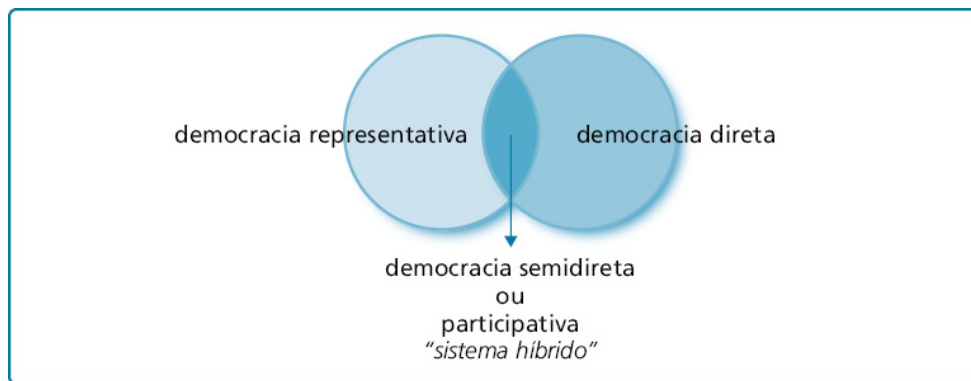 democracia representativa
democracia direta
democracia semidireta
ou
participativa
“sistema híbrido”